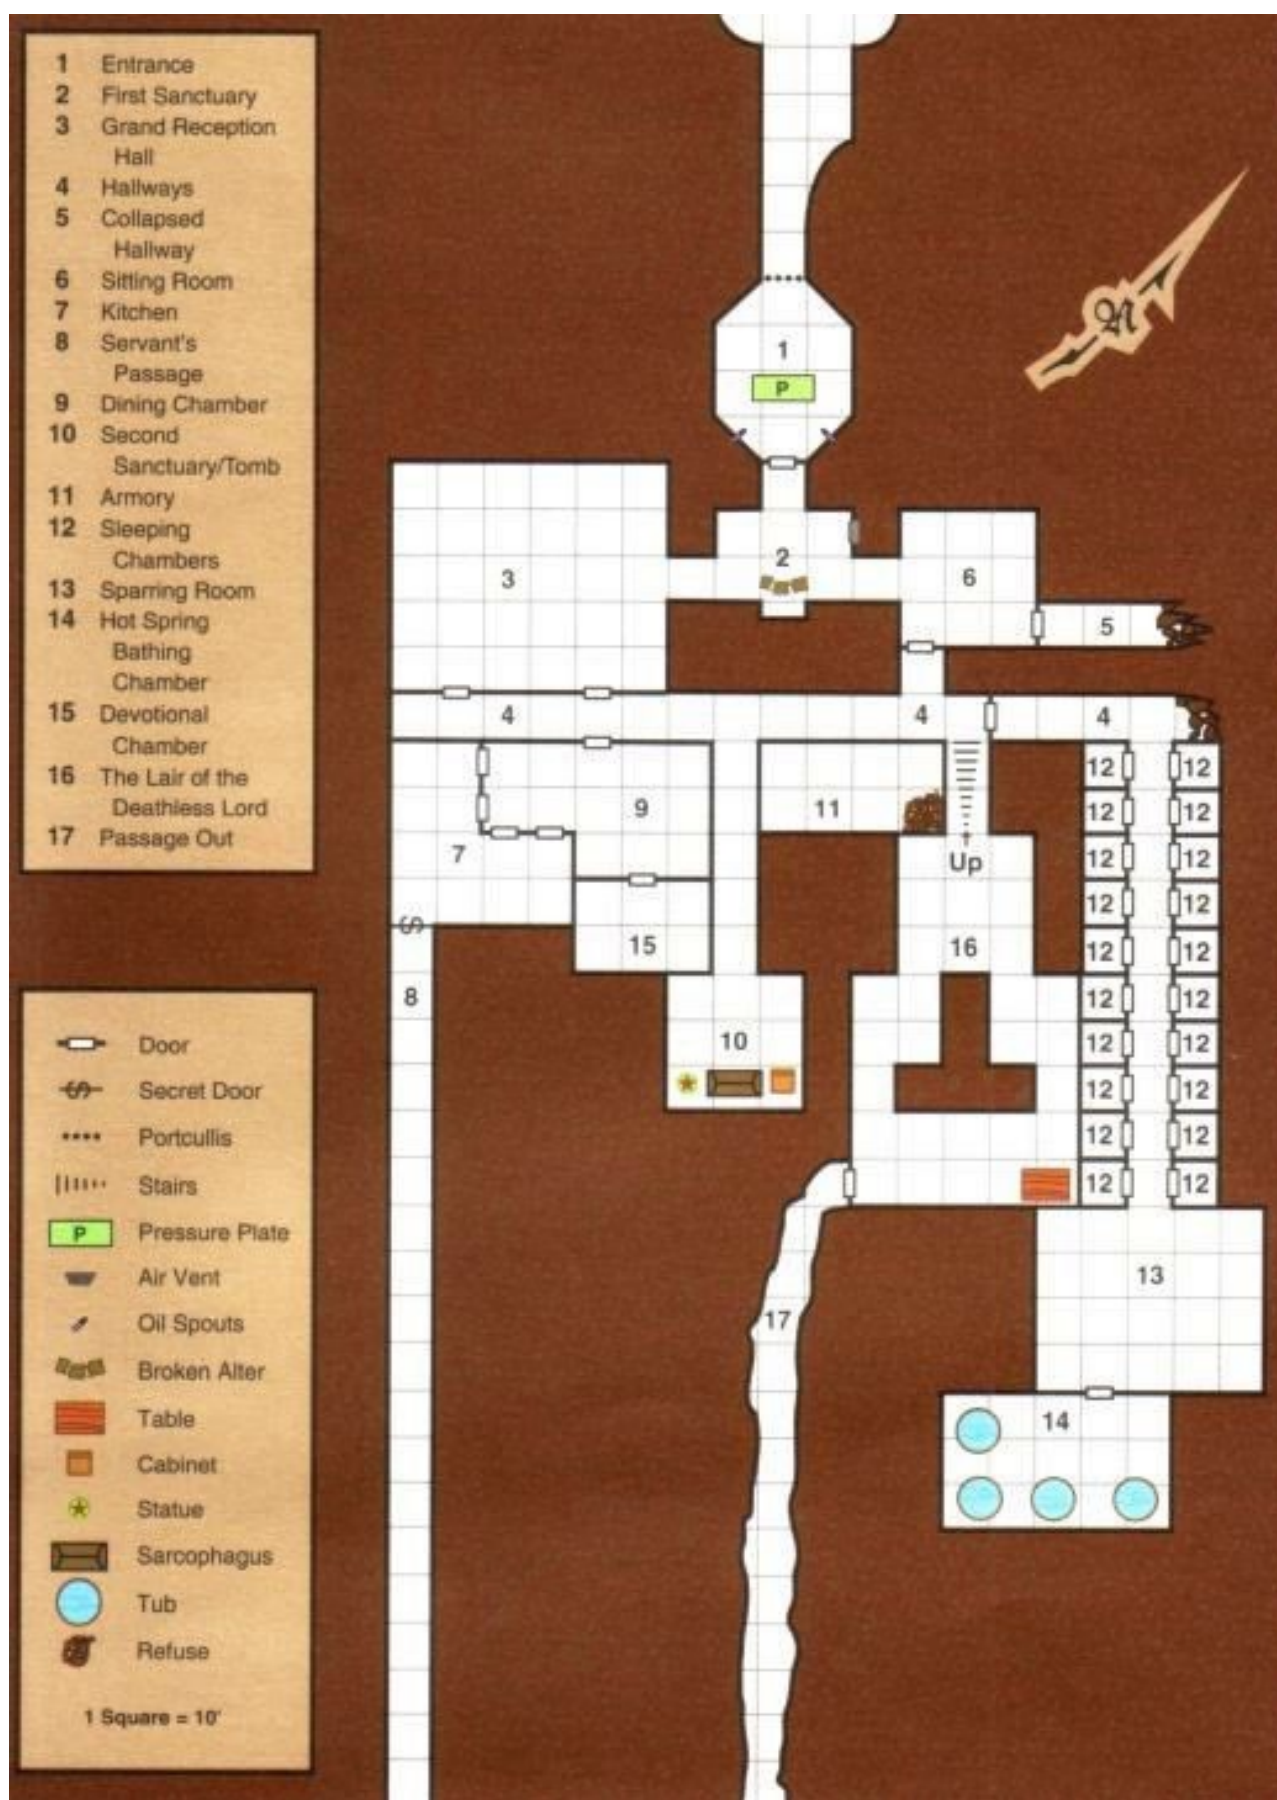 1 Entrance
2 First Sanctuary
3 Grand Reception
Hall
4 Hallways
5 Collapsed
Hallway
6 Sitting Room
7 Kitchen
8 Servant's
Passage
9 Dining Chamber
10 Second
Sanctuary/Tomb
11 Armory
12 Sleeping
Chambers
13 Sparring Room
14 Hot Spring
Bathing
Chamber
15 Devotional
Chamber
16 The Lair of the
Deathless Lord
17 Passage Out
Door
S Secret Door
Portcullis
Stairs
P Pressure Plate
Air Vent
Oil Spouts
Broken Alter
Table
Cabinet
Statue
Sarcophagus
Tub
Refuse
1 Square = 10'
N
1
P
2
3
6
5
4
4
4
12 12
9
11
12 12
7
Up
12 12
12 12
15
16
12 12
S
8
12 12
10
12 12
12 12
12 12
12 12
13
17
14